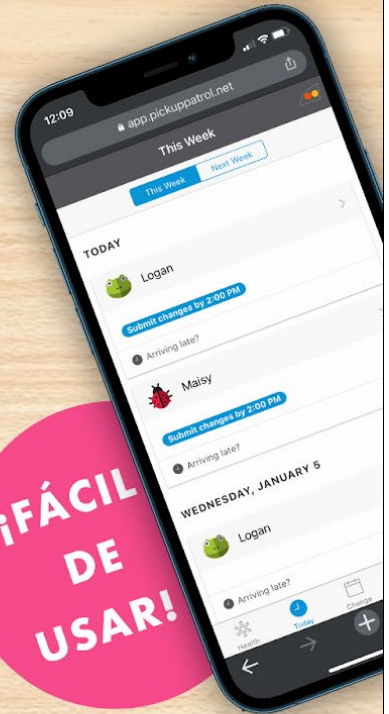 12:09
app.pickuppatrol.net
This Week
This Week
Next Week
TODAY
Logan
Submit changes by 2:00 PM
Arriving late?
Maisy
Submit changes by 2:00 PM
Arriving late?
WEDNESDAY, JANUARY 5
Logan
Arriving late?
Health
Today
Change
¡FÁCIL
DE
USAR!